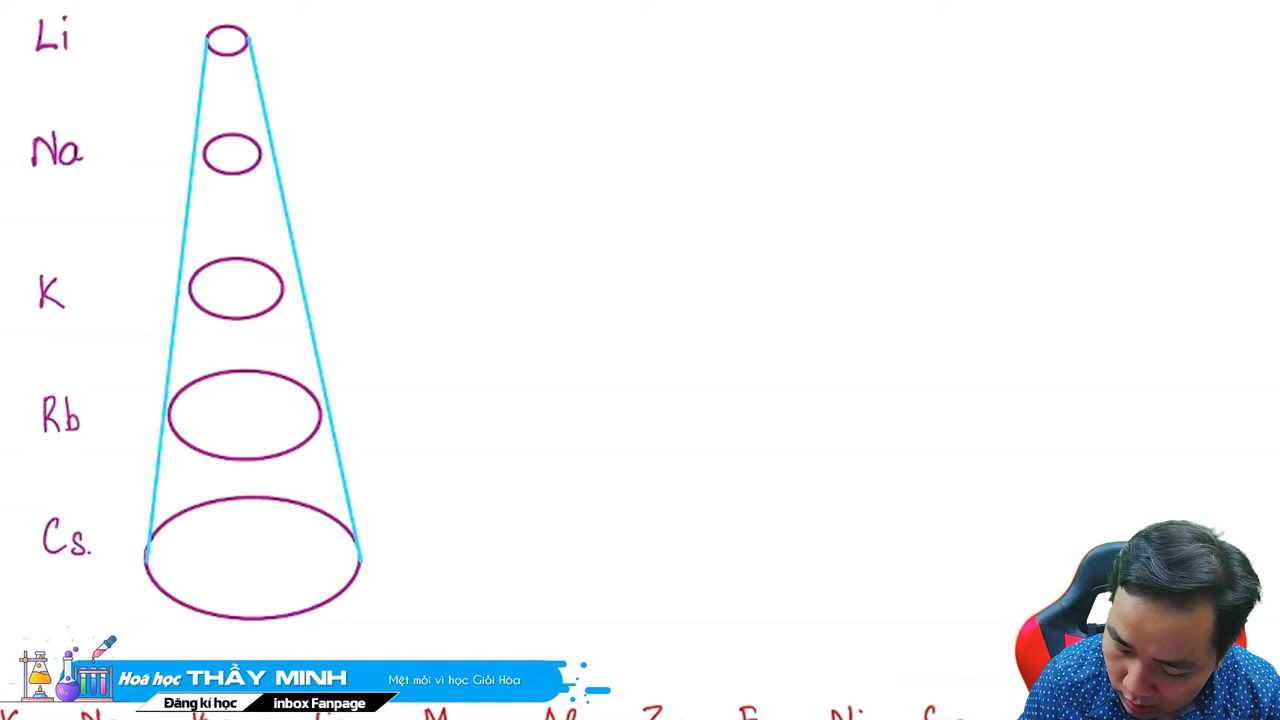 Li
Na
K
Rb
Cs.
Hoá học THẦY MINH
Mệt mỏi vì học Giỏi Hóa
Đăng kí học
inbox Fanpage